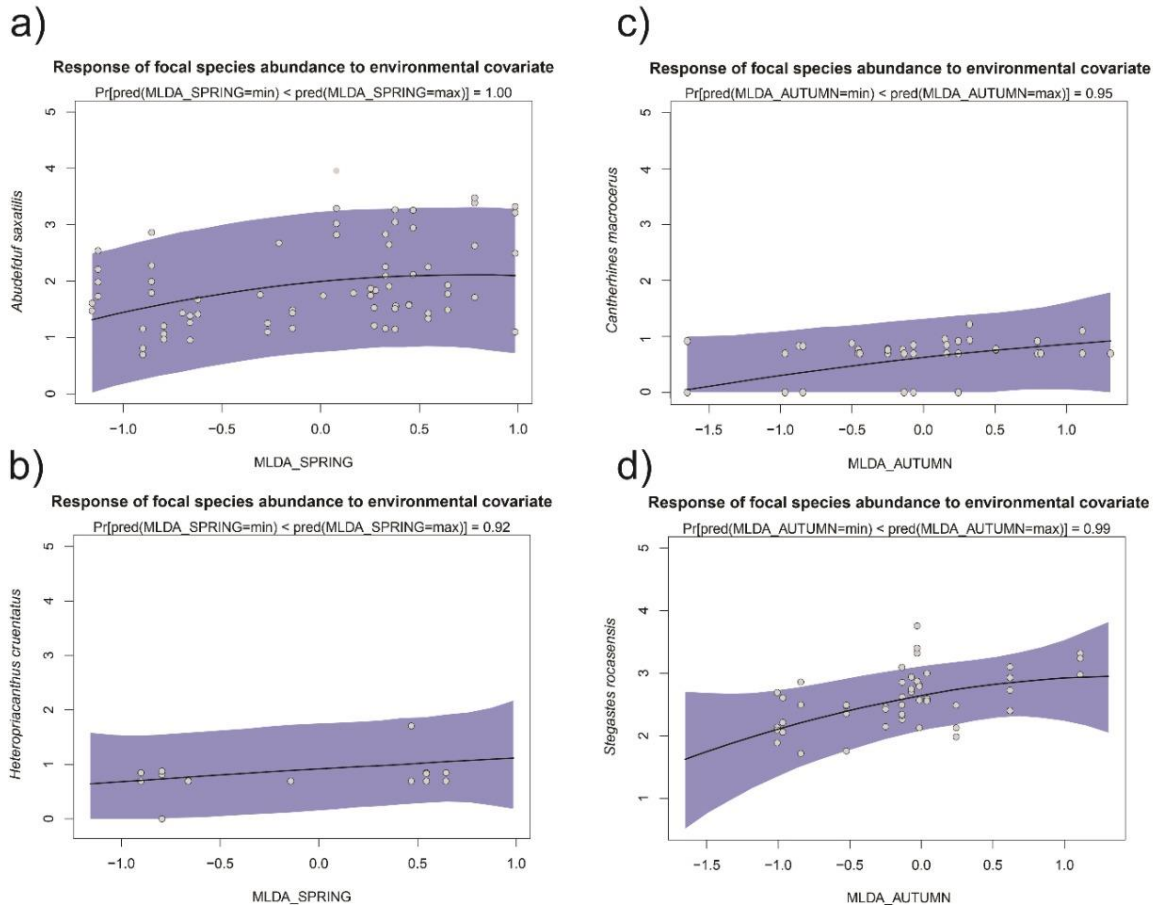 a)
Response of focal species abundance to environmental covariate
Pr[pred(MLDA_SPRING=min) < pred(MLDA_SPRING=max)] = 1.00
Abudefduf saxatilis
5
4
3
2
1
0
−1.0 −0.5 0.0 0.5 1.0
MLDA_SPRING
b)
Response of focal species abundance to environmental covariate
Pr[pred(MLDA_SPRING=min) < pred(MLDA_SPRING=max)] = 0.92
Heteropriacanthus cruentatus
5
4
3
2
1
0
−1.0 −0.5 0.0 0.5 1.0
MLDA_SPRING
c)
Response of focal species abundance to environmental covariate
Pr[pred(MLDA_AUTUMN=min) < pred(MLDA_AUTUMN=max)] = 0.95
Cantherhines macrocerus
5
4
3
2
1
0
−1.5 −1.0 −0.5 0.0 0.5 1.0
MLDA_AUTUMN
d)
Response of focal species abundance to environmental covariate
Pr[pred(MLDA_AUTUMN=min) < pred(MLDA_AUTUMN=max)] = 0.99
Stegastes rocasensis
5
4
3
2
1
−1.5 −1.0 −0.5 0.0 0.5 1.0
MLDA_AUTUMN